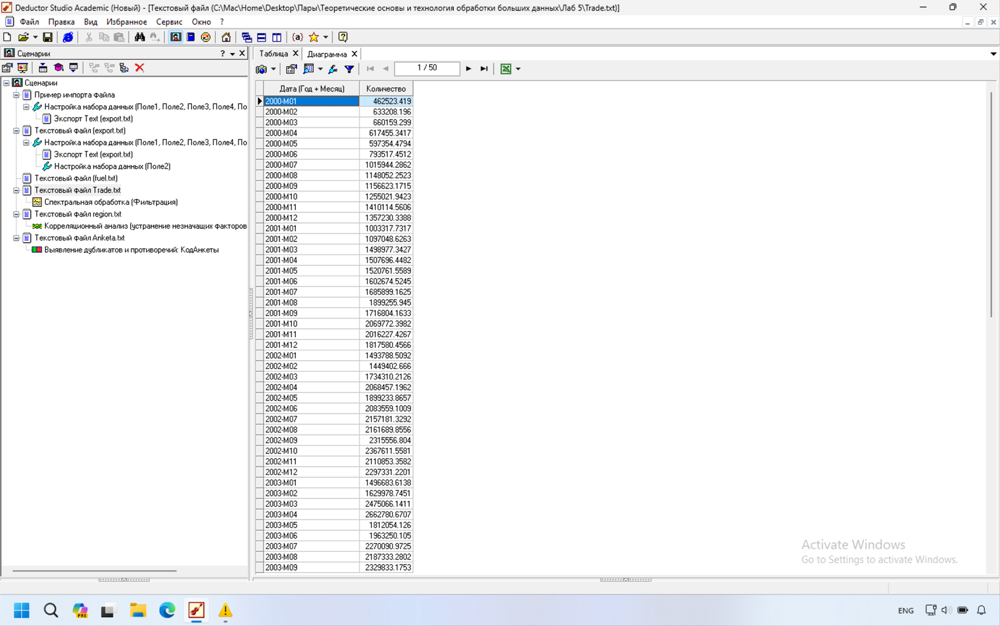 Deductor Studio Academic (Новый) - [Текстовый файл (C:\Mac\Home\Desktop\Пары\Теоретические основы и технология обработки больших данных\Лаб 5\Trade.txt)]
Файл Правка Вид Избранное Сервис Окно ?
Сценарии
Сценарии
Пример импорта файла
Настройка набора данных (Поле1, Поле2, Поле3, Поле4, По
Экспорт Text (export.txt)
Текстовый файл (export.txt)
Настройка набора данных (Поле1, Поле2, Поле3, Поле4, По
Экспорт Text (export.txt)
Настройка набора данных (Поле2)
Текстовый файл (fuel.txt)
Текстовый файл Trade.txt
Спектральная обработка (Фильтрация)
Текстовый файл region.txt
Корреляционный анализ (устранение незначащих факторов
Текстовый файл Anketa.txt
Выявление дубликатов и противоречий: КодАнкеты
Таблица Диаграмма
1 / 50
Дата (Год + Месяц) Количество
2000-M01 462523.419
2000-M02 633208.196
2000-M03 660159.299
2000-M04 617455.3417
2000-M05 597354.4794
2000-M06 793517.4512
2000-M07 1015944.2862
2000-M08 1148052.2523
2000-M09 1156623.1715
2000-M10 1255021.9423
2000-M11 1410114.5606
2000-M12 1357230.3388
2001-M01 1003317.7317
2001-M02 1097048.6263
2001-M03 1498977.3427
2001-M04 1507696.4482
2001-M05 1520761.5589
2001-M06 1602674.5245
2001-M07 1685899.1625
2001-M08 1899255.945
2001-M09 1716804.1633
2001-M10 2069772.3982
2001-M11 2016227.4267
2001-M12 1817580.4566
2002-M01 1493788.5092
2002-M02 1449402.666
2002-M03 1734310.2126
2002-M04 2068457.1962
2002-M05 1899233.8657
2002-M06 2083559.1009
2002-M07 2157181.3292
2002-M08 2161689.8556
2002-M09 2315556.804
2002-M10 2367611.5581
2002-M11 2110853.3582
2002-M12 2297331.2201
2003-M01 1496683.6138
2003-M02 1629978.7451
2003-M03 2475066.1411
2003-M04 2662780.6707
2003-M05 1812054.126
2003-M06 1963250.105
2003-M07 2270090.9725
2003-M08 2187333.2802
2003-M09 2329833.1753
Activate Windows
Go to Settings to activate Windows.
PRE
ENG